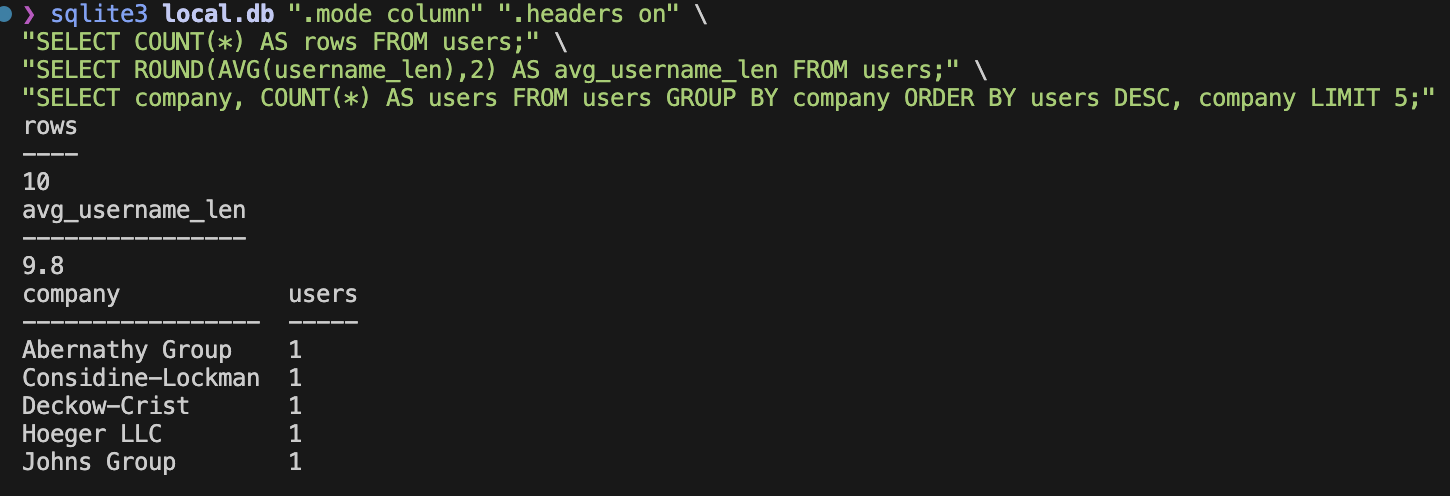 ❯ sqlite3 local.db ".mode column" ".headers on" \
"SELECT COUNT(*) AS rows FROM users;" \
"SELECT ROUND(AVG(username_len),2) AS avg_username_len FROM users;" \
"SELECT company, COUNT(*) AS users FROM users GROUP BY company ORDER BY users DESC, company LIMIT 5;"
rows
----
10
avg_username_len
----------------
9.8
company            users
-----------------  -----
Abernathy Group    1
Considine-Lockman  1
Deckow-Crist       1
Hoeger LLC         1
Johns Group        1